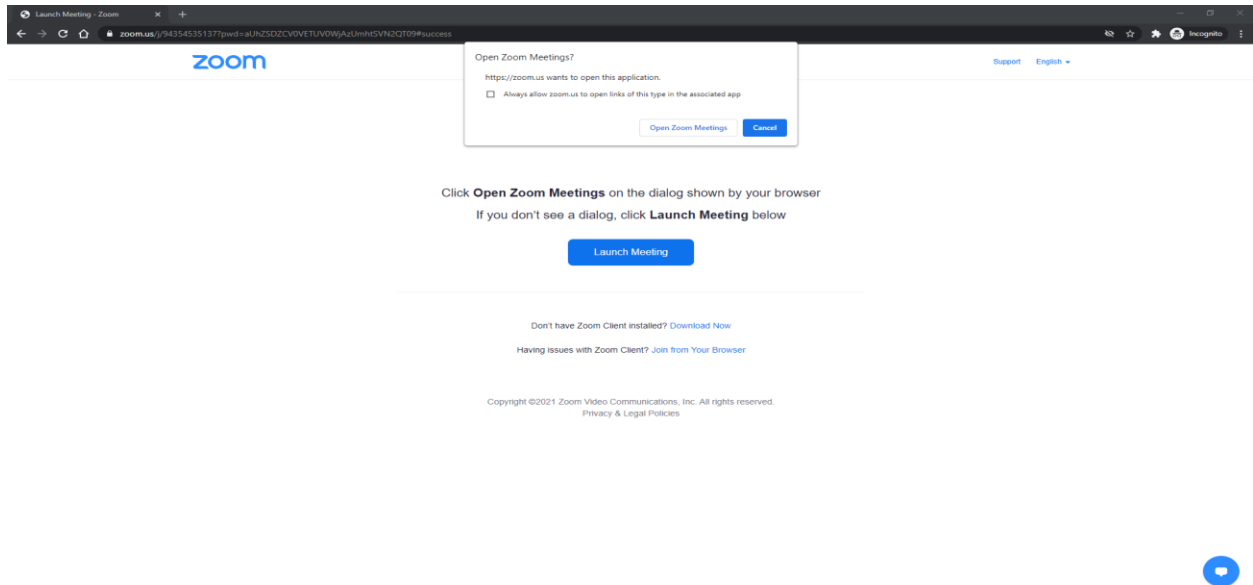 Launch Meeting - Zoom
zoom.us/j/94354535137?pwd=aUhZSDZCV0VETUV0WjAzUmhtSVN2QT09#success
Incognito
zoom
Support English
Open Zoom Meetings?
https://zoom.us wants to open this application.
Always allow zoom.us to open links of this type in the associated app
Open Zoom Meetings Cancel
Click Open Zoom Meetings on the dialog shown by your browser
If you don't see a dialog, click Launch Meeting below
Launch Meeting
Don't have Zoom Client installed? Download Now
Having issues with Zoom Client? Join from Your Browser
Copyright ©2021 Zoom Video Communications, Inc. All rights reserved.
Privacy & Legal Policies